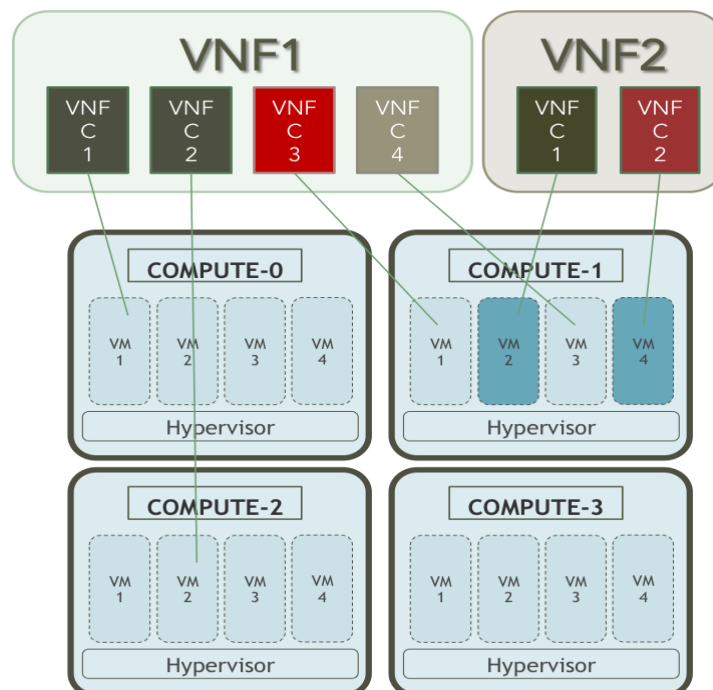 VNF1
VNF
C
1
VNF
C
2
VNF
C
3
VNF
C
4
VNF2
VNF
C
1
VNF
C
2
COMPUTE-0
VM
1
VM
2
VM
3
VM
4
Hypervisor
COMPUTE-1
VM
1
VM
2
VM
3
VM
4
Hypervisor
COMPUTE-2
VM
1
VM
2
VM
3
VM
4
Hypervisor
COMPUTE-3
VM
1
VM
2
VM
3
VM
4
Hypervisor